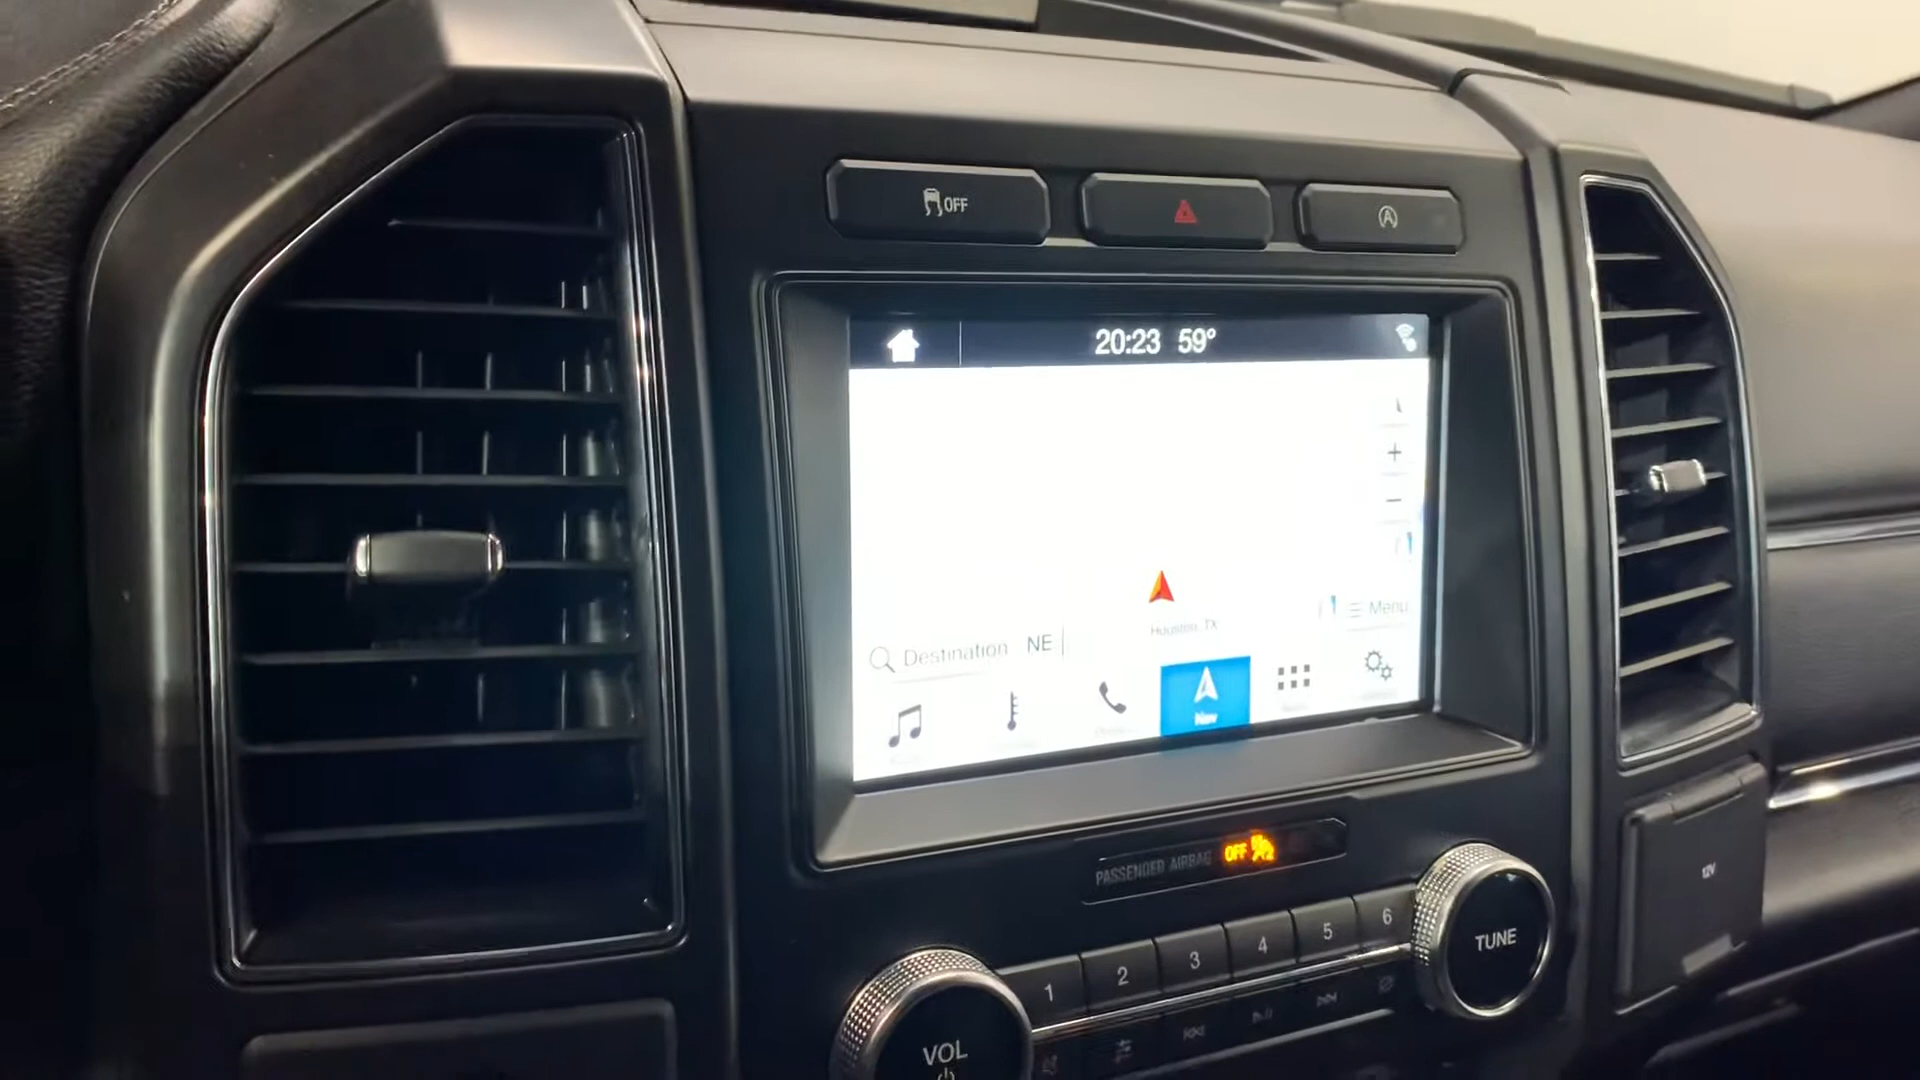 OFF
A
20:23 59°
Menu
Houston, TX
Destination NE
Nav
PASSENGER AIRBAG OFF
12V
1 2 3 4 5 6
TUNE
VOL